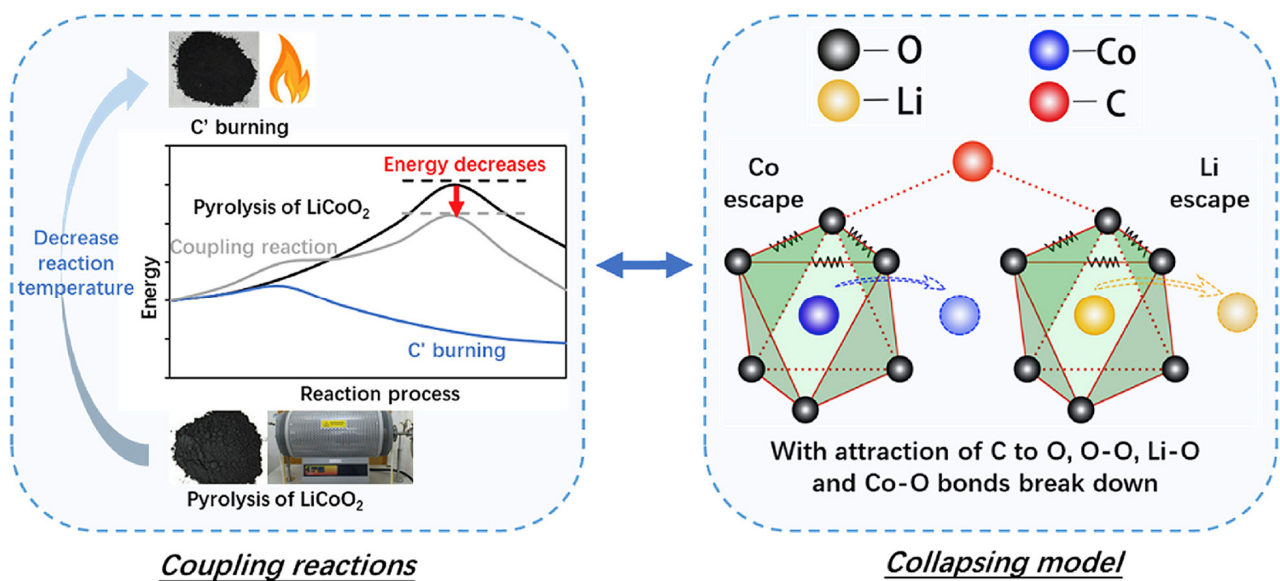 C' burning
Energy decreases
Pyrolysis of LiCoO₂
Coupling reaction
Decrease
reaction
temperature
Energy
C' burning
Reaction process
Pyrolysis of LiCoO₂
Coupling reactions
O
Co
Li
C
Co
escape
Li
escape
With attraction of C to O, O-O, Li-O
and Co-O bonds break down
Collapsing model